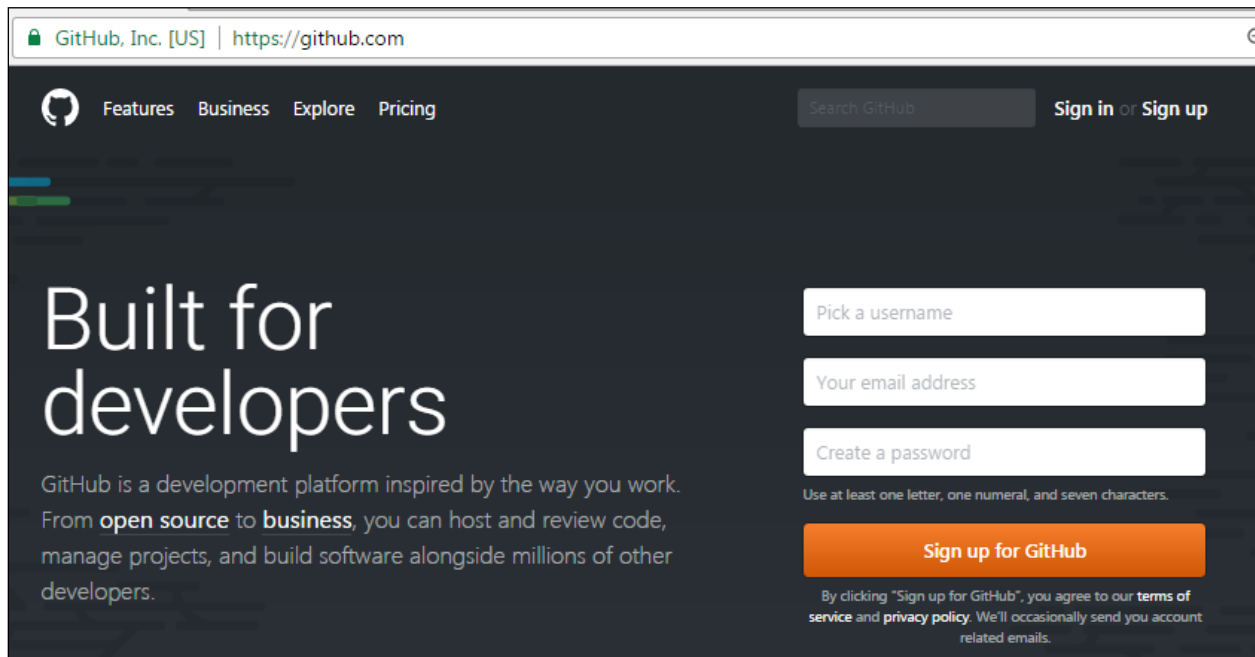 GitHub, Inc. [US] | https://github.com
Features Business Explore Pricing
Search GitHub
Sign in or Sign up
Built for
developers
GitHub is a development platform inspired by the way you work.
From open source to business, you can host and review code,
manage projects, and build software alongside millions of other
developers.
Pick a username
Your email address
Create a password
Use at least one letter, one numeral, and seven characters.
Sign up for GitHub
By clicking "Sign up for GitHub", you agree to our terms of
service and privacy policy. We'll occasionally send you account
related emails.